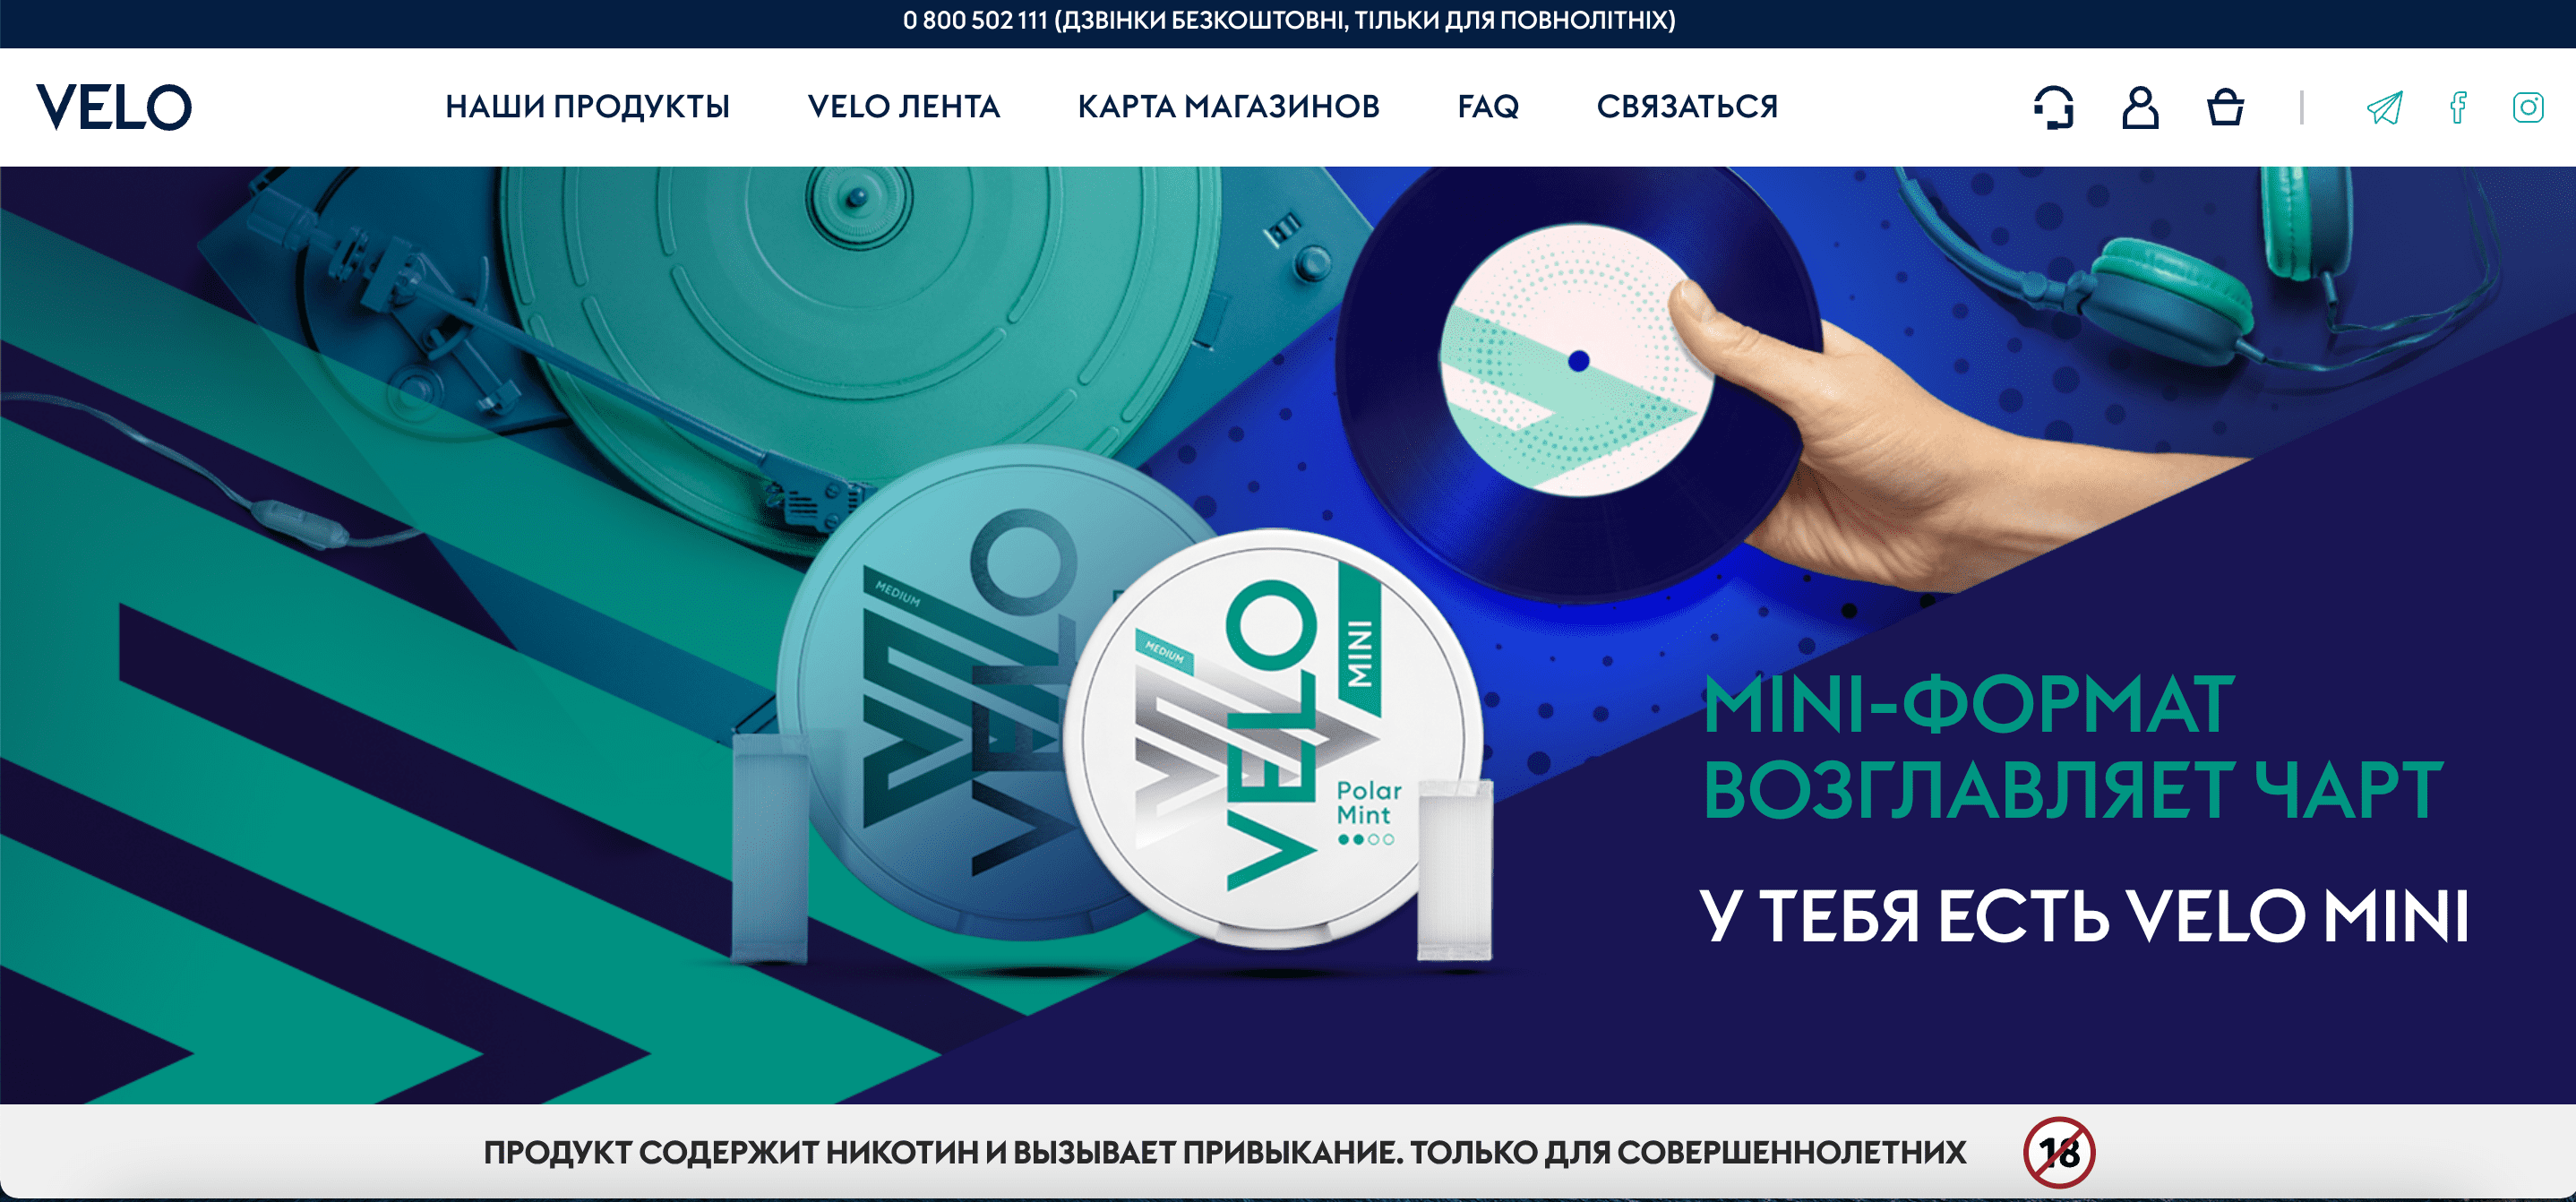 0 800 502 111 (ДЗВІНКИ БЕЗКОШТОВНІ, ТІЛЬКИ ДЛЯ ПОВНОЛІТНІХ)
VELO
НАШИ ПРОДУКТЫ
VELO ЛЕНТА
КАРТА МАГАЗИНОВ
FAQ
СВЯЗАТЬСЯ
MEDIUM
VELO
MEDIUM
VELO
MINI
Polar
Mint
MINI-ФОРМАТ
ВОЗГЛАВЛЯЕТ ЧАРТ
У ТЕБЯ ЕСТЬ VELO MINI
ПРОДУКТ СОДЕРЖИТ НИКОТИН И ВЫЗЫВАЕТ ПРИВЫКАНИЕ. ТОЛЬКО ДЛЯ СОВЕРШЕННОЛЕТНИХ
18